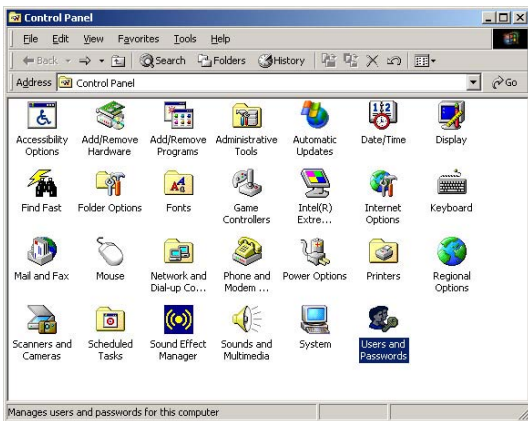 Control Panel
File Edit View Favorites Tools Help
Back Search Folders History
Address Control Panel Go
Accessibility Options
Add/Remove Hardware
Add/Remove Programs
Administrative Tools
Automatic Updates
Date/Time
Display
Find Fast
Folder Options
Fonts
Game Controllers
Intel(R) Extre...
Internet Options
Keyboard
Mail and Fax
Mouse
Network and Dial-up Co...
Phone and Modem ...
Power Options
Printers
Regional Options
Scanners and Cameras
Scheduled Tasks
Sound Effect Manager
Sounds and Multimedia
System
Users and Passwords
Manages users and passwords for this computer